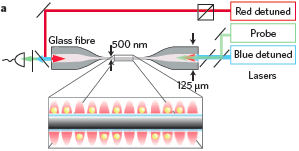 a
Red detuned
Glass fibre
500 nm
Probe
Blue detuned
125 µm
Lasers